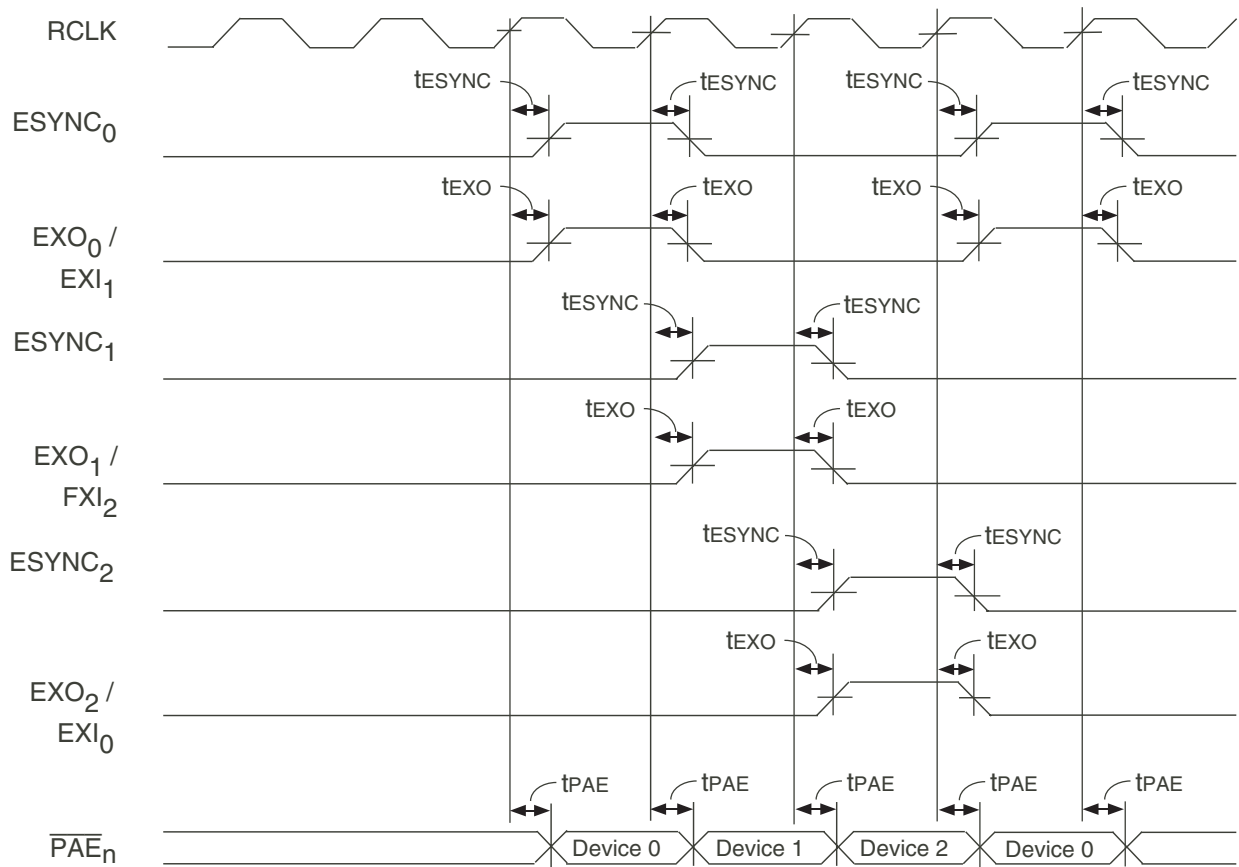 RCLK
tESYNC tESYNC tESYNC tESYNC
ESYNC0
tEXO tEXO tEXO tEXO
EXO0 /
EXI1
tESYNC tESYNC
ESYNC1
tEXO tEXO
EXO1 /
FXI2
tESYNC tESYNC
ESYNC2
tEXO tEXO
EXO2 /
EXI0
tPAE tPAE tPAE tPAE tPAE
PAEn Device 0 Device 1 Device 2 Device 0